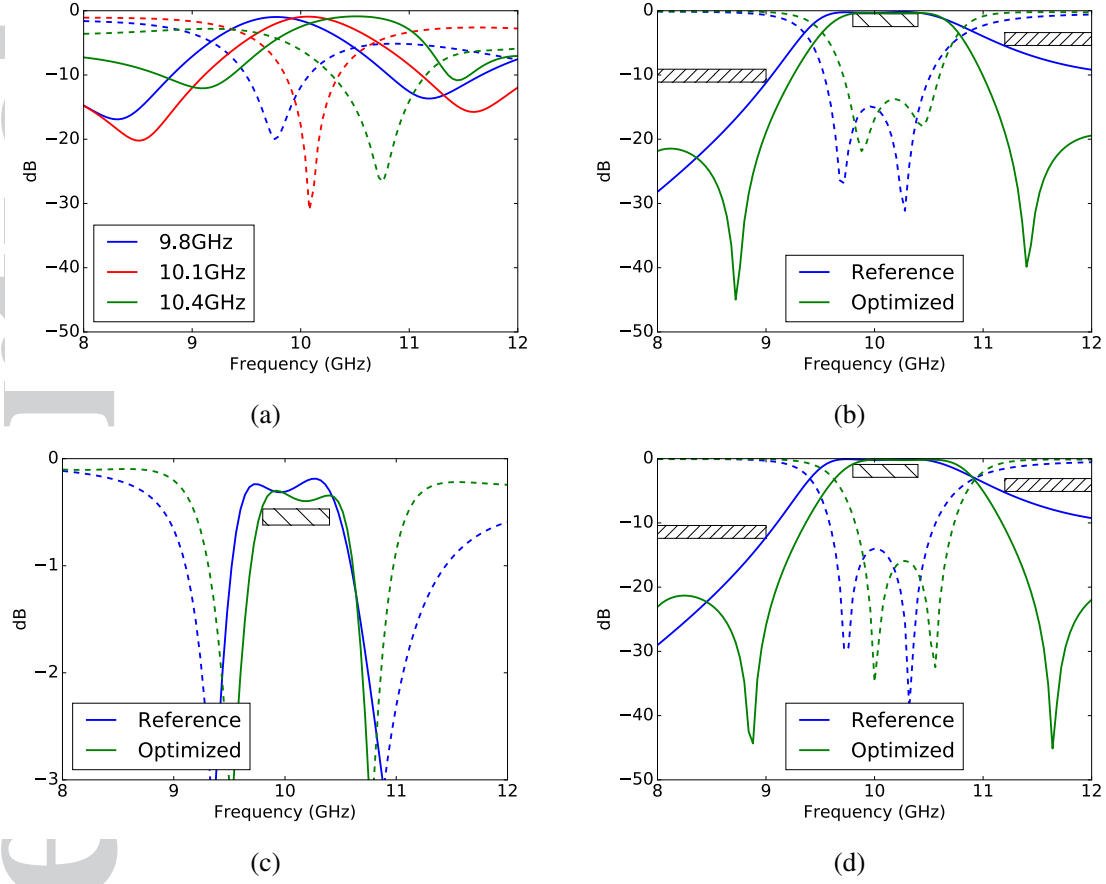 0
−10
−20
−30
−40
−50
dB
8 9 10 11 12
Frequency (GHz)
9.8GHz
10.1GHz
10.4GHz
(a)
0
−10
−20
−30
−40
−50
dB
8 9 10 11 12
Frequency (GHz)
Reference
Optimized
(b)
0
−1
−2
−3
dB
8 9 10 11 12
Frequency (GHz)
Reference
Optimized
(c)
0
−10
−20
−30
−40
−50
dB
8 9 10 11 12
Frequency (GHz)
Reference
Optimized
(d)